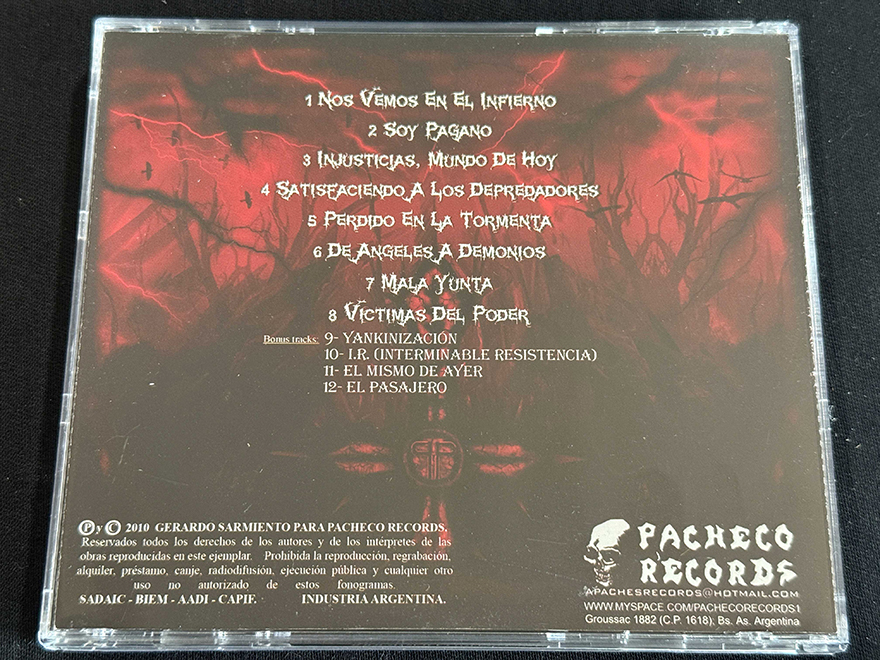 1 Nos Vemos En El Infierno
2 Soy Pagano
3 Injusticias, Mundo De Hoy
4 Satisfaciendo A Los Depredadores
5 Perdido En La Tormenta
6 De Angeles A Demonios
7 Mala Yunta
8 Víctimas Del Poder
Bonus tracks: 9- YANKINIZACIÓN
10- I.R. (INTERMINABLE RESISTENCIA)
11- EL MISMO DE AYER
12- EL PASAJERO
Ⓟ y © 2010 GERARDO SARMIENTO PARA PACHECO RECORDS.
Reservados todos los derechos de los autores y de los intérpretes de las
obras reproducidas en este ejemplar. Prohibida la reproducción, regrabación,
alquiler, préstamo, canje, radiodifusión, ejecución pública y cualquier otro
uso no autorizado de estos fonogramas.
SADAIC - BIEM - AADI - CAPIF. INDUSTRIA ARGENTINA.
PACHECO
RECORDS
APACHESRECORDS@HOTMAIL.COM
WWW.MYSPACE.COM/PACHECORECORDS1
Groussac 1882 (C.P. 1618). Bs. As. Argentina